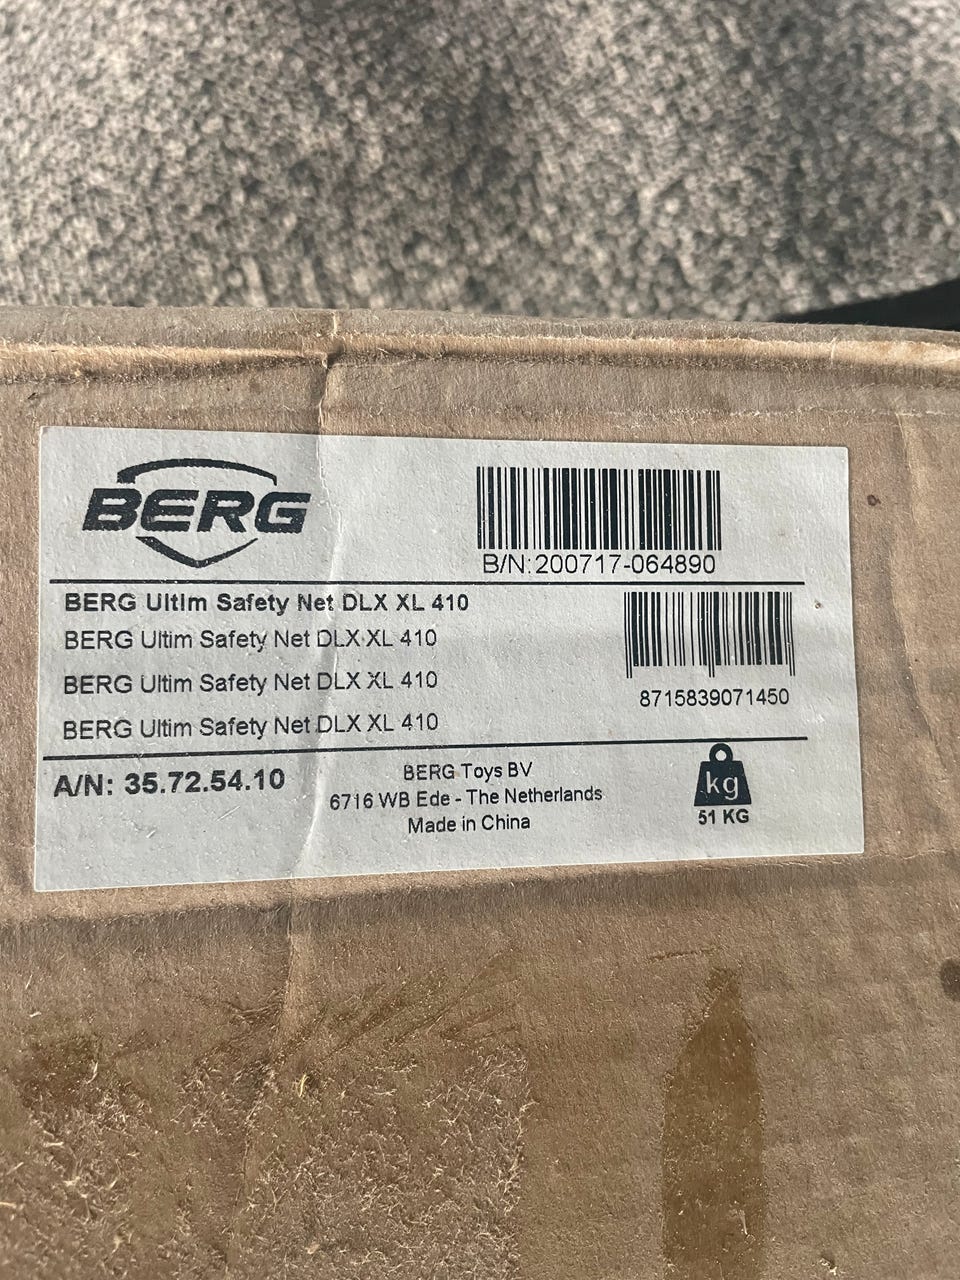 BERG
B/N:200717-064890
BERG Ultim Safety Net DLX XL 410
BERG Ultim Safety Net DLX XL 410
BERG Ultim Safety Net DLX XL 410
BERG Ultim Safety Net DLX XL 410
8715839071450
A/N: 35.72.54.10
BERG Toys BV
6716 WB Ede - The Netherlands
Made in China
kg
51 KG